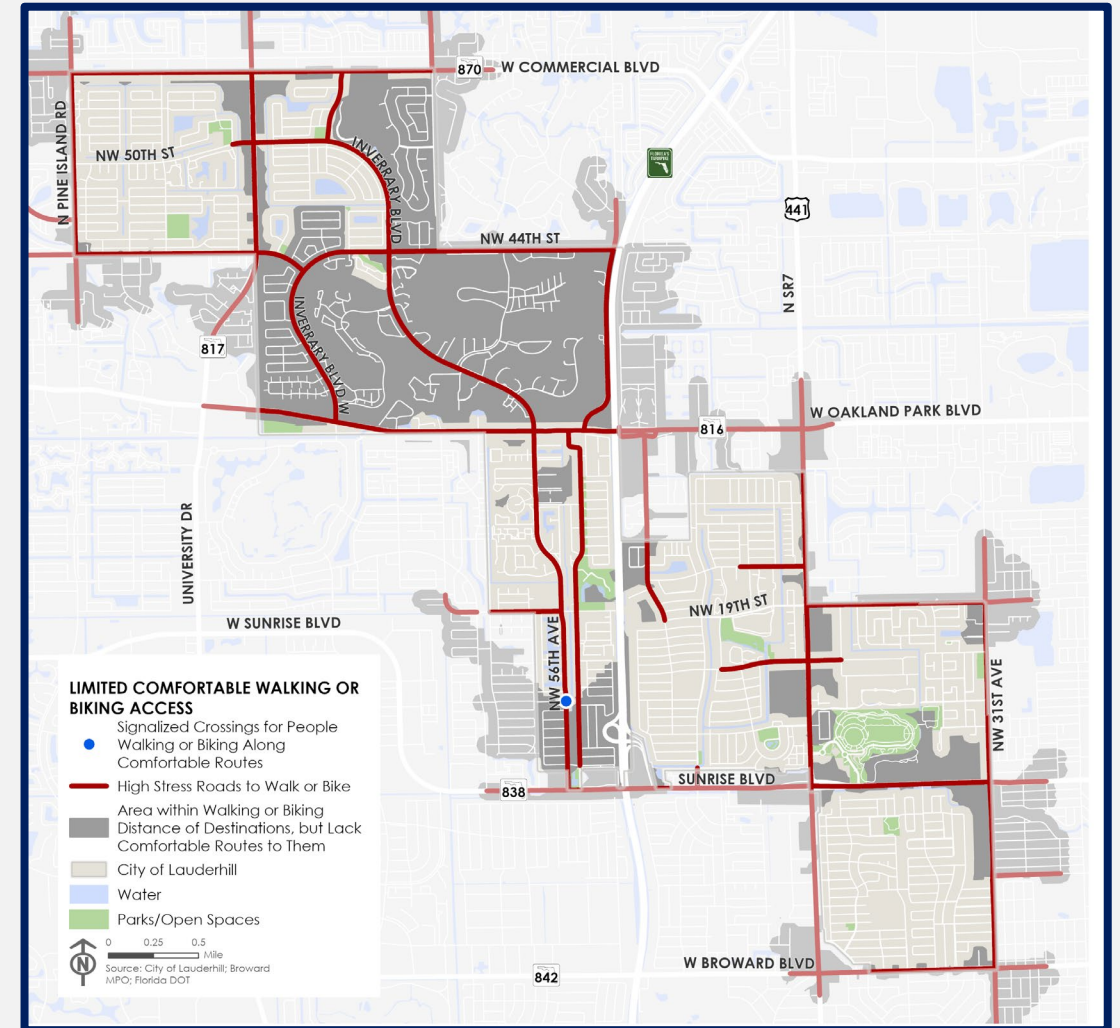 870
W COMMERCIAL BLVD
N PINE ISLAND RD
NW 50TH ST
INVERRARY BLVD
441
NW 44TH ST
N SR7
INVERRARY BLVD W
817
W OAKLAND PARK BLVD
816
UNIVERSITY DR
NW 19TH ST
W SUNRISE BLVD
NW 56TH AVE
NW 31ST AVE
SUNRISE BLVD
838
W BROWARD BLVD
842
LIMITED COMFORTABLE WALKING OR
BIKING ACCESS
Signalized Crossings for People
Walking or Biking Along
Comfortable Routes
High Stress Roads to Walk or Bike
Area within Walking or Biking
Distance of Destinations, but Lack
Comfortable Routes to Them
City of Lauderhill
Water
Parks/Open Spaces
N
0 0.25 0.5
Mile
Source: City of Lauderhill; Broward
MPO; Florida DOT